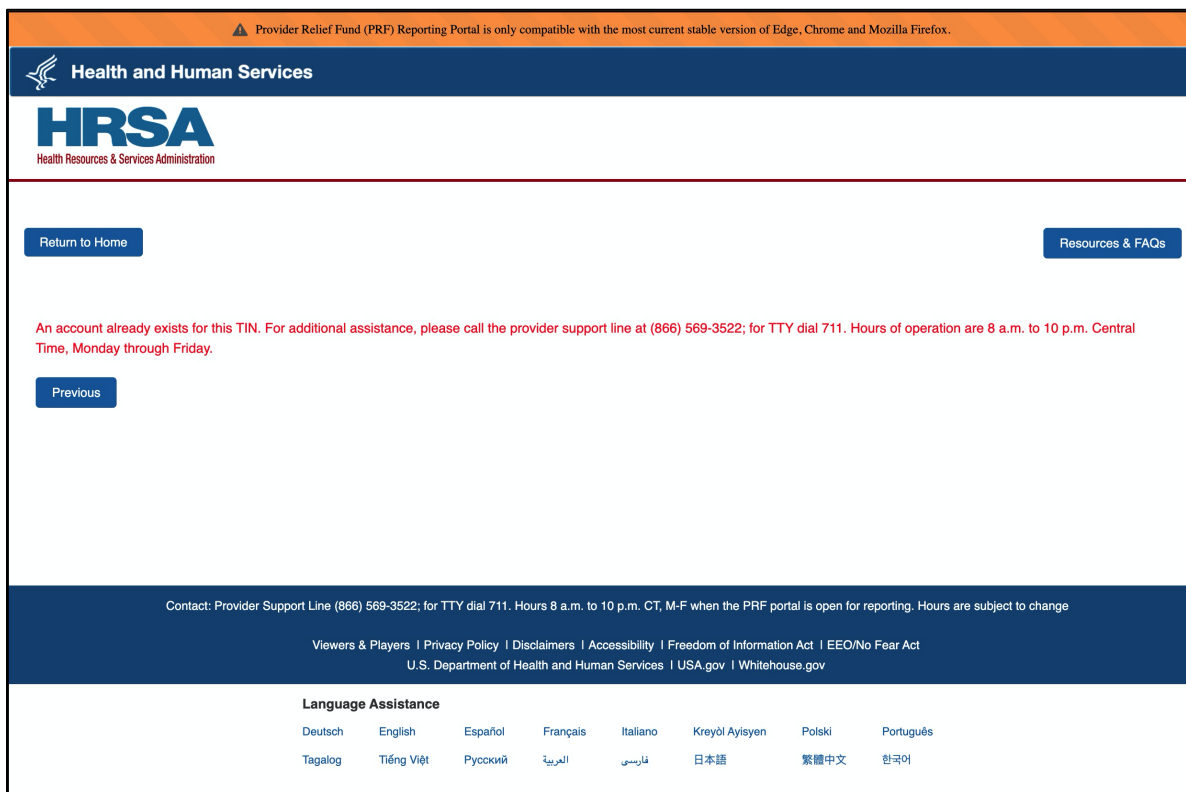 Provider Relief Fund (PRF) Reporting Portal is only compatible with the most current stable version of Edge, Chrome and Mozilla Firefox.
Health and Human Services
HRSA
Health Resources & Services Administration
Return to Home
Resources & FAQs
An account already exists for this TIN. For additional assistance, please call the provider support line at (866) 569-3522; for TTY dial 711. Hours of operation are 8 a.m. to 10 p.m. Central
Time, Monday through Friday.
Previous
Contact: Provider Support Line (866) 569-3522; for TTY dial 711. Hours 8 a.m. to 10 p.m. CT, M-F when the PRF portal is open for reporting. Hours are subject to change
Viewers & Players | Privacy Policy | Disclaimers | Accessibility | Freedom of Information Act | EEO/No Fear Act
U.S. Department of Health and Human Services | USA.gov | Whitehouse.gov
Language Assistance
Deutsch English Español Français Italiano Kreyòl Ayisyen Polski Português
Tagalog Tiếng Việt Русский العربية فارسی 日本語 繁體中文 한국어